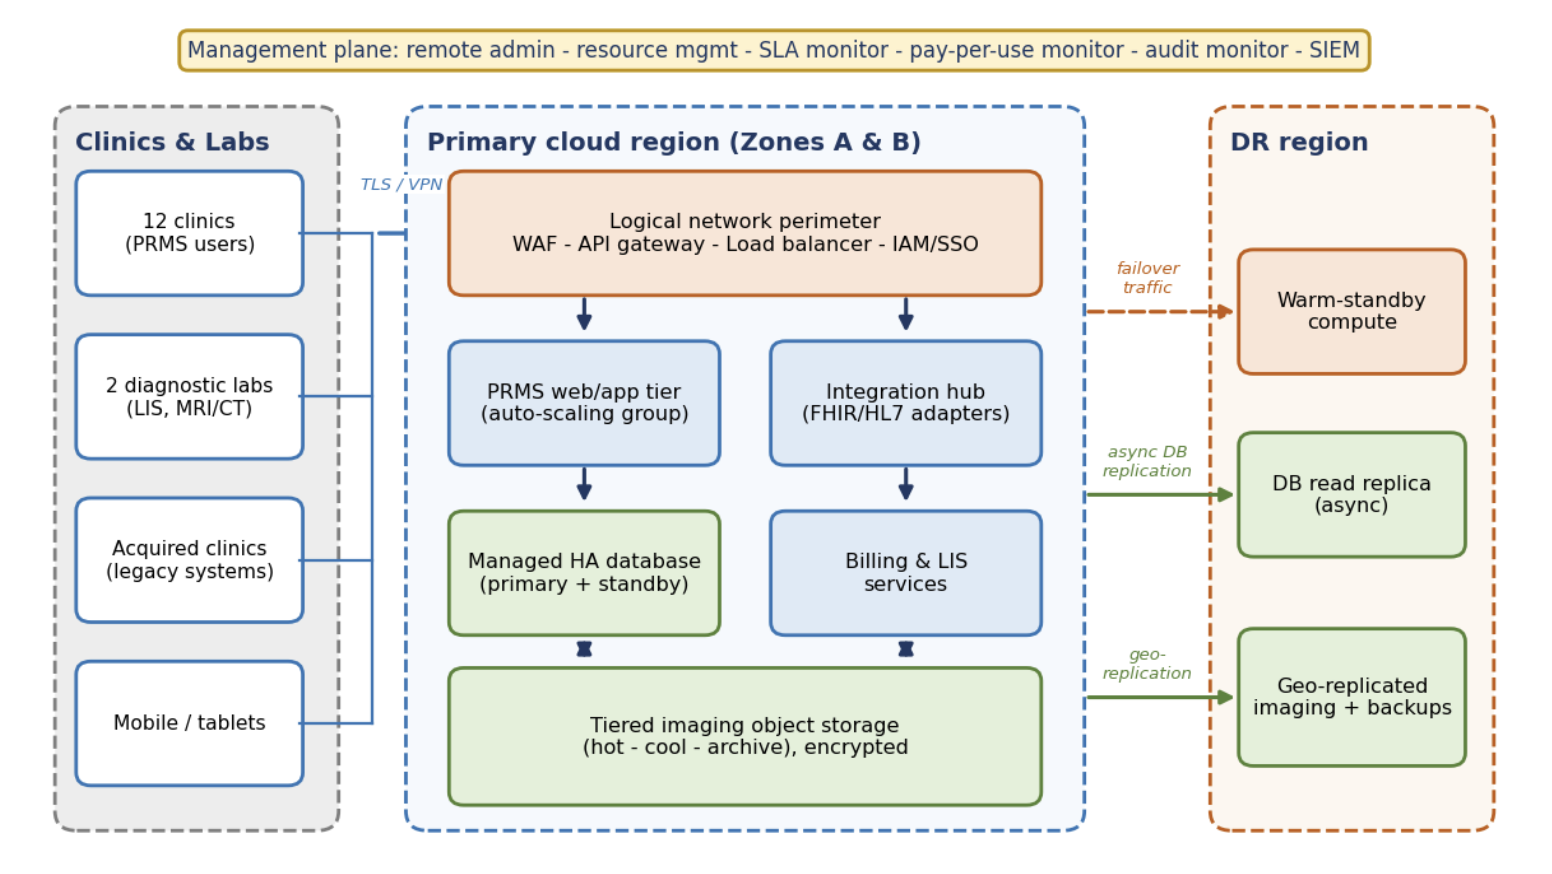 Management plane: remote admin - resource mgmt - SLA monitor - pay-per-use monitor - audit monitor - SIEM
Clinics & Labs
12 clinics
(PRMS users)
2 diagnostic labs
(LIS, MRI/CT)
Acquired clinics
(legacy systems)
Mobile / tablets
TLS / VPN
Primary cloud region (Zones A & B)
Logical network perimeter
WAF - API gateway - Load balancer - IAM/SSO
PRMS web/app tier
(auto-scaling group)
Integration hub
(FHIR/HL7 adapters)
Managed HA database
(primary + standby)
Billing & LIS
services
Tiered imaging object storage
(hot - cool - archive), encrypted
failover
traffic
async DB
replication
geo-
replication
DR region
Warm-standby
compute
DB read replica
(async)
Geo-replicated
imaging + backups